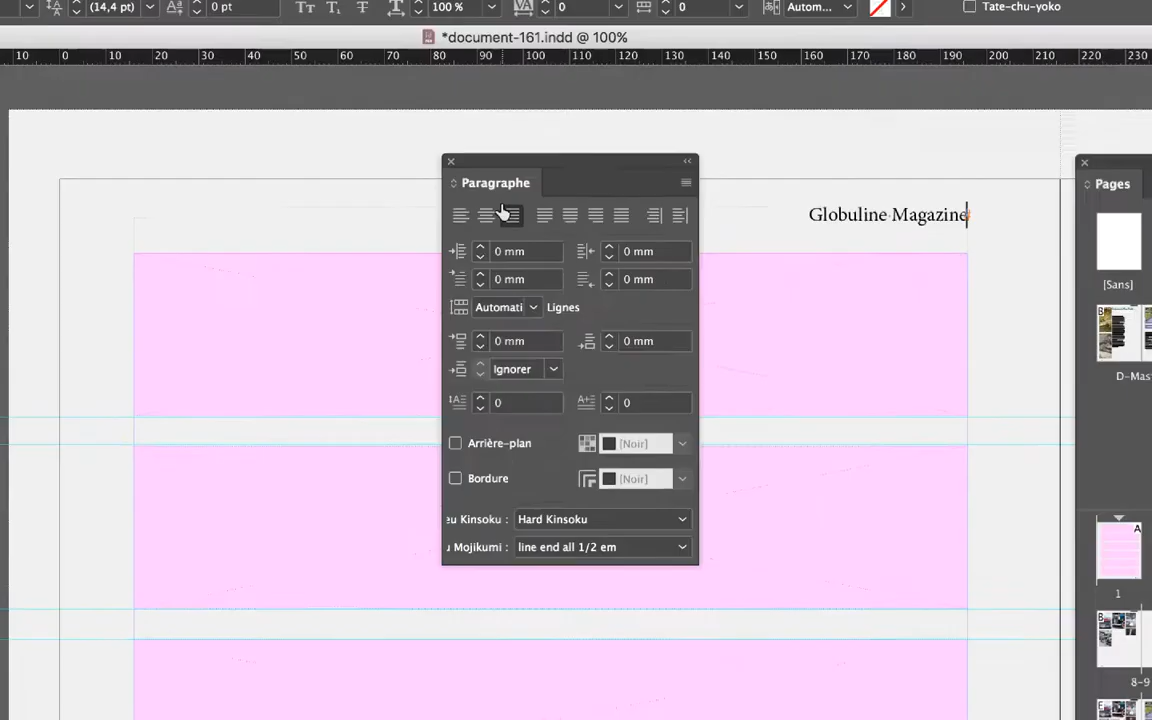 (14,4 pt) 0 pt 100 % 0 0 Autom... Tate-chu-yoko
*document-161.indd @ 100%
10 0 10 20 30 40 50 60 70 80 90 100 110 120 130 140 150 160 170 180 190 200 210 220 230
Paragraphe
Pages
Globuline Magazine
0 mm 0 mm
0 mm 0 mm
[Sans]
Automati Lignes
0 mm 0 mm
Ignorer
D-Mas
0 0
Arrière-plan [Noir]
Bordure [Noir]
eu Kinsoku : Hard Kinsoku
A
u Mojikumi : line end all 1/2 em
1
B
8-9
E